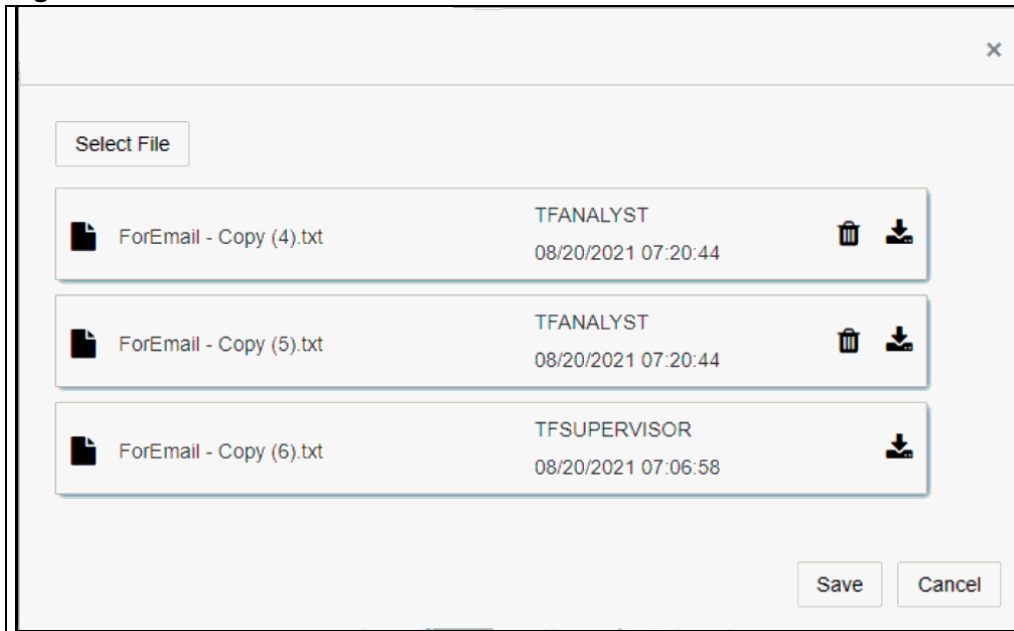 ×
Select File
ForEmail - Copy (4).txt
TFANALYST
08/20/2021 07:20:44
ForEmail - Copy (5).txt
TFANALYST
08/20/2021 07:20:44
ForEmail - Copy (6).txt
TFSUPERVISOR
08/20/2021 07:06:58
Save Cancel